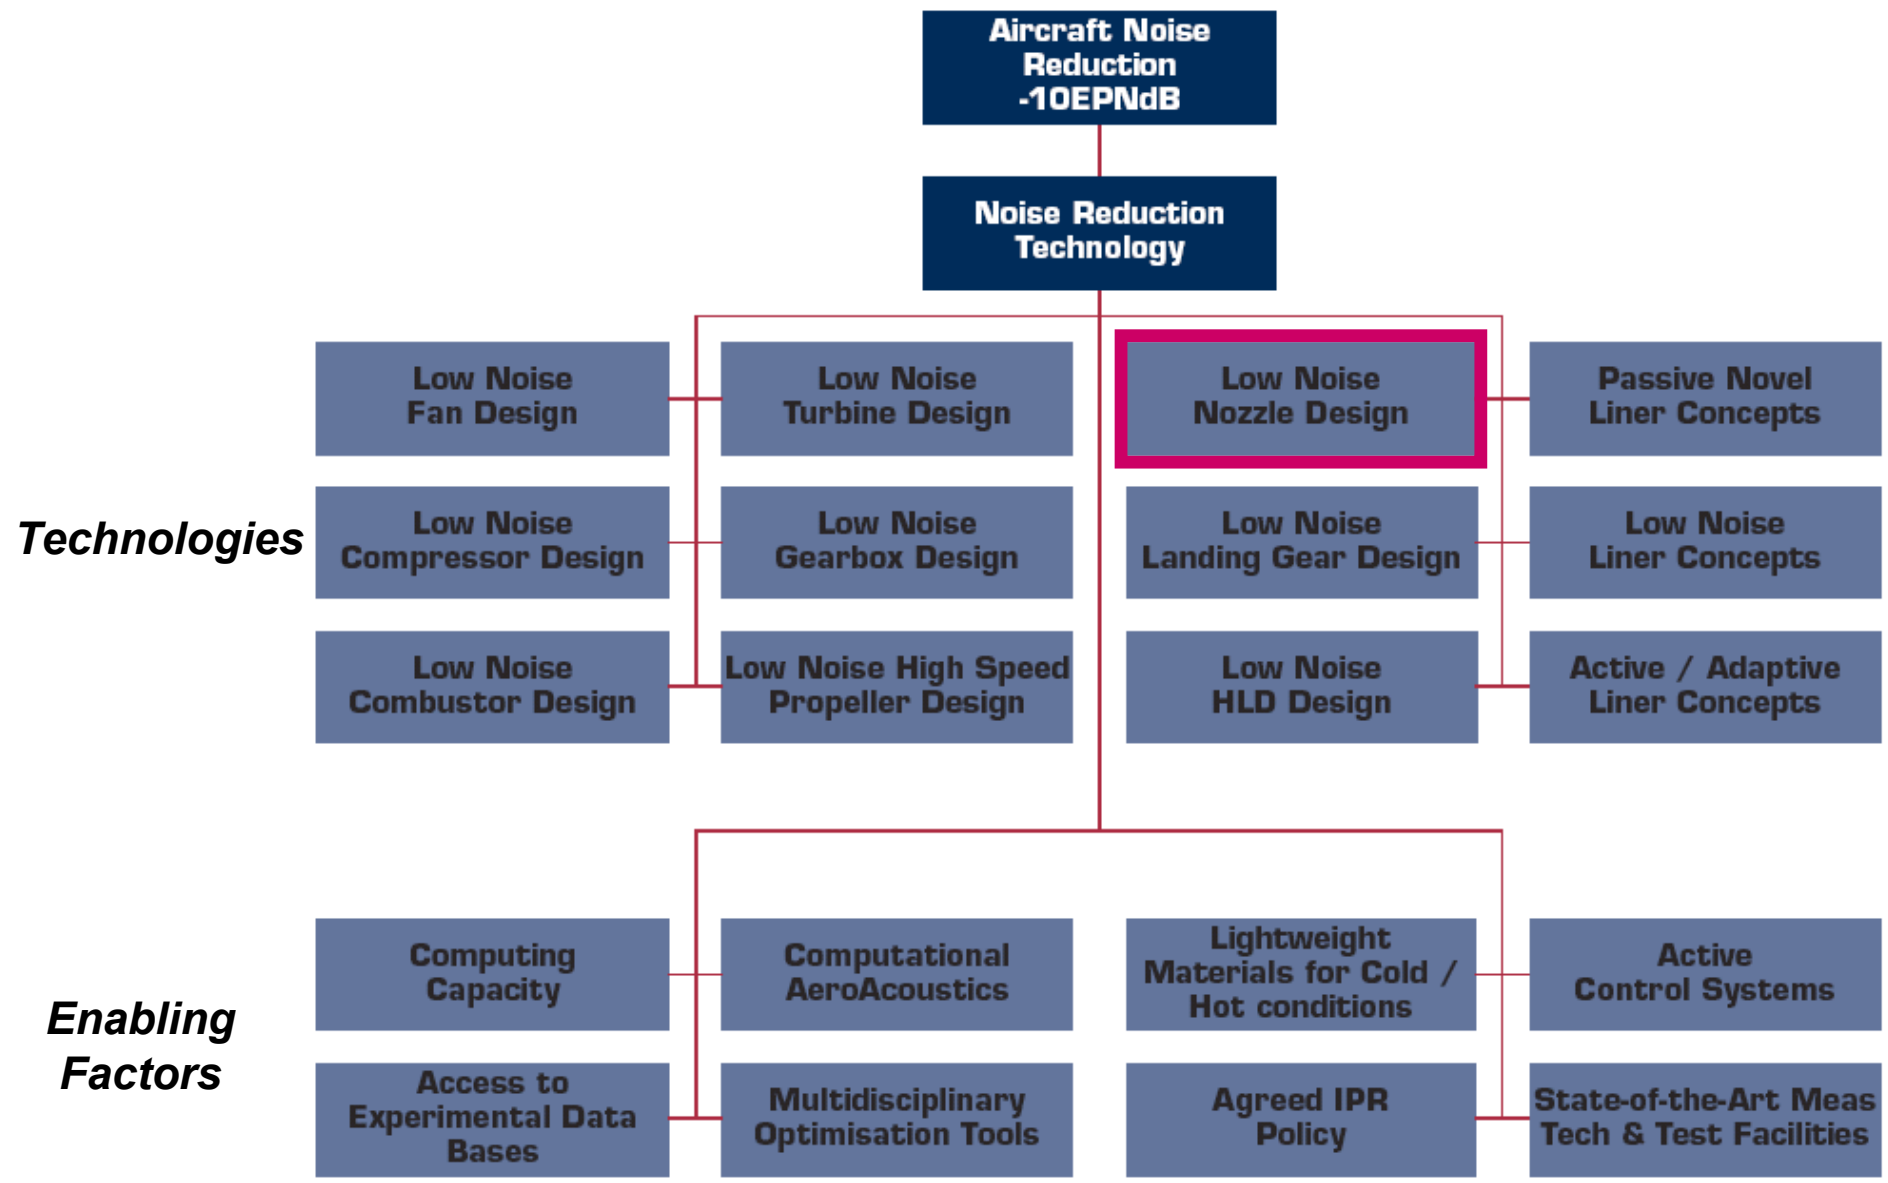 Aircraft Noise
Reduction
-10EPNdB
Noise Reduction
Technology
Technologies
Low Noise
Fan Design
Low Noise
Turbine Design
Low Noise
Nozzle Design
Passive Novel
Liner Concepts
Low Noise
Compressor Design
Low Noise
Gearbox Design
Low Noise
Landing Gear Design
Low Noise
Liner Concepts
Low Noise
Combustor Design
Low Noise High Speed
Propeller Design
Low Noise
HLD Design
Active / Adaptive
Liner Concepts
Enabling
Factors
Computing
Capacity
Computational
AeroAcoustics
Lightweight
Materials for Cold /
Hot conditions
Active
Control Systems
Access to
Experimental Data
Bases
Multidisciplinary
Optimisation Tools
Agreed IPR
Policy
State-of-the-Art Meas
Tech & Test Facilities